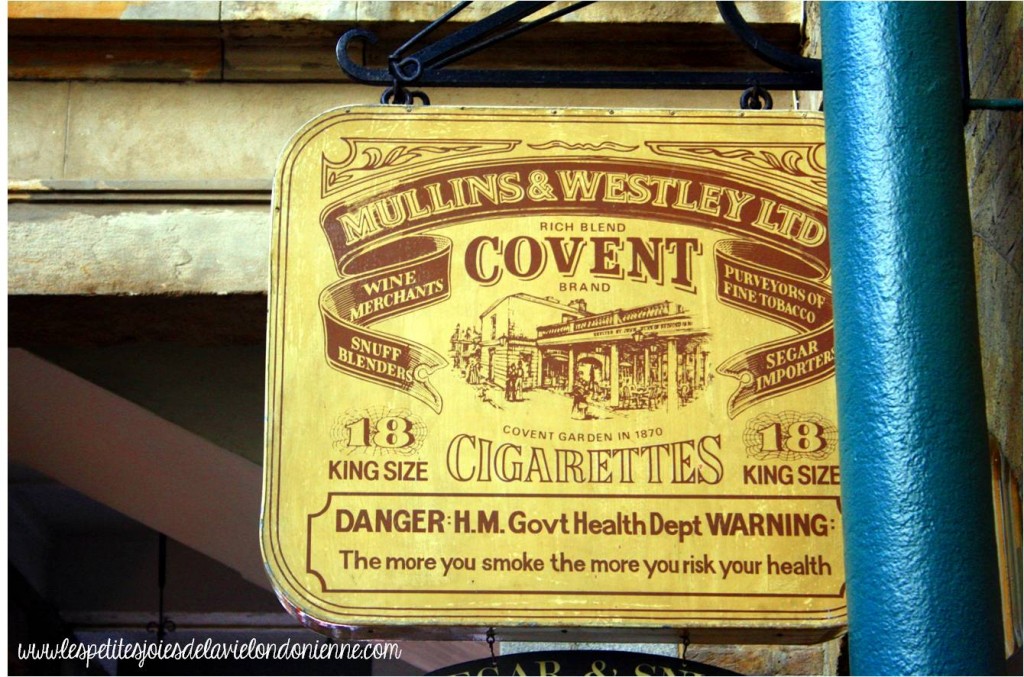 MULLINS & WESTLEY LTD
RICH BLEND
COVENT
BRAND
WINE
MERCHANTS
SNUFF
BLENDERS
PURVEYORS OF
FINE TOBACCO
SEGAR
IMPORTERS
COVENT GARDEN IN 1870
18
KING SIZE
CIGARETTES
18
KING SIZE
DANGER: H.M. Govt Health Dept WARNING:
The more you smoke the more you risk your health
www.lespetitesjoiesdelavielondonienne.com
&